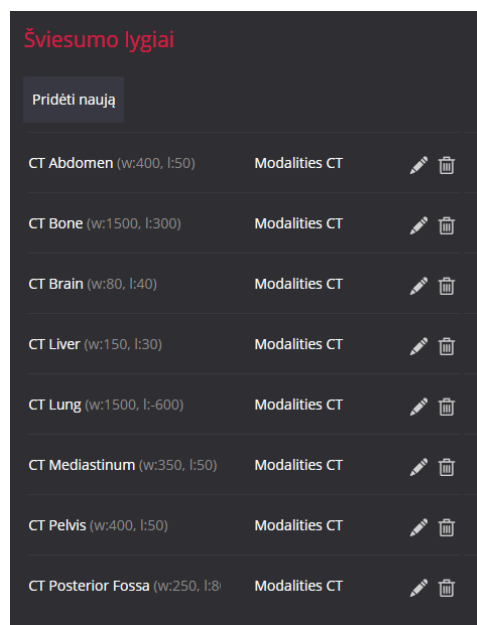 Šviesumo lygiai
Pridėti naują
CT Abdomen (w:400, l:50) Modalities CT
CT Bone (w:1500, l:300) Modalities CT
CT Brain (w:80, l:40) Modalities CT
CT Liver (w:150, l:30) Modalities CT
CT Lung (w:1500, l:-600) Modalities CT
CT Mediastinum (w:350, l:50) Modalities CT
CT Pelvis (w:400, l:50) Modalities CT
CT Posterior Fossa (w:250, l:8 Modalities CT